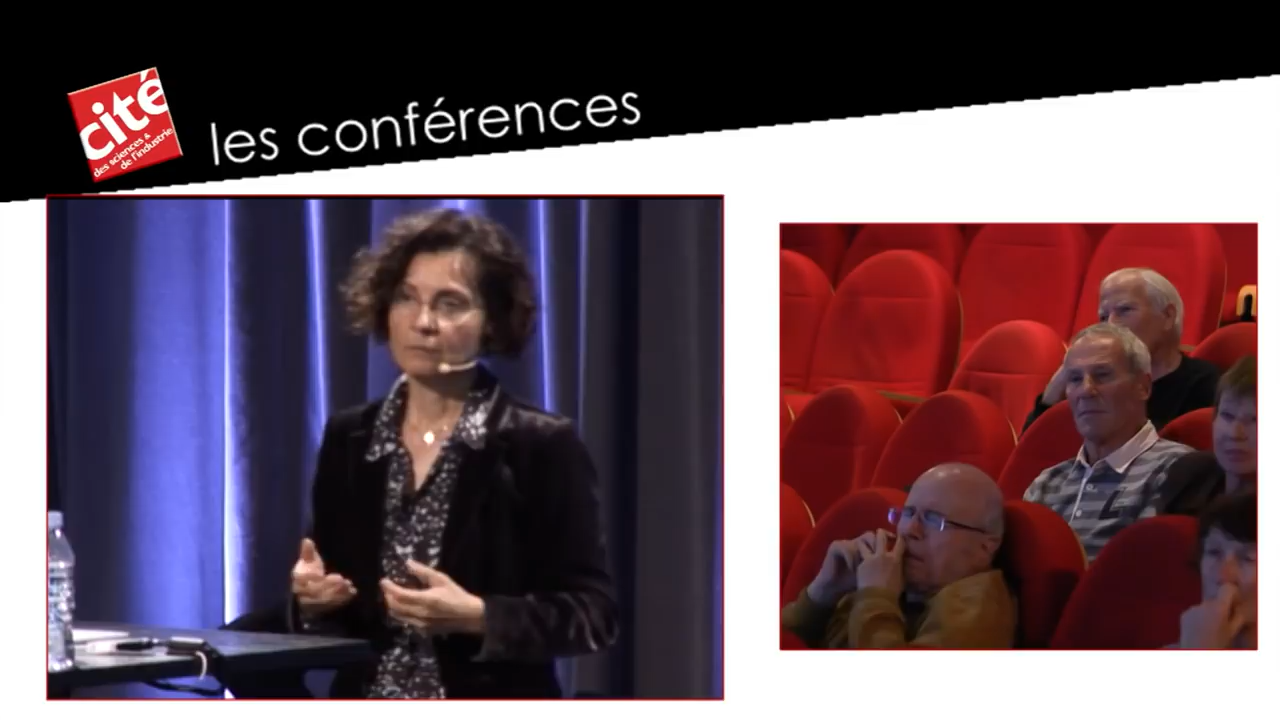 cité
des sciences &
de l'industrie
les conférences